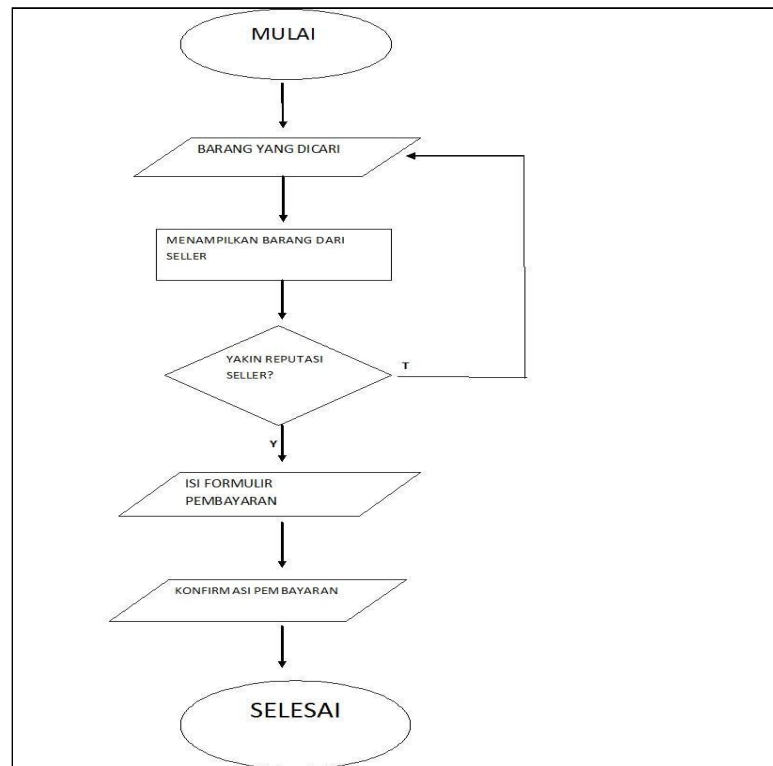 MULAI
BARANG YANG DICARI
MENAMPILKAN BARANG DARI
SELLER
YAKIN REPUTASI
SELLER?
T
Y
ISI FORMULIR
PEMBAYARAN
KONFIRMASI PEMBAYARAN
SELESAI